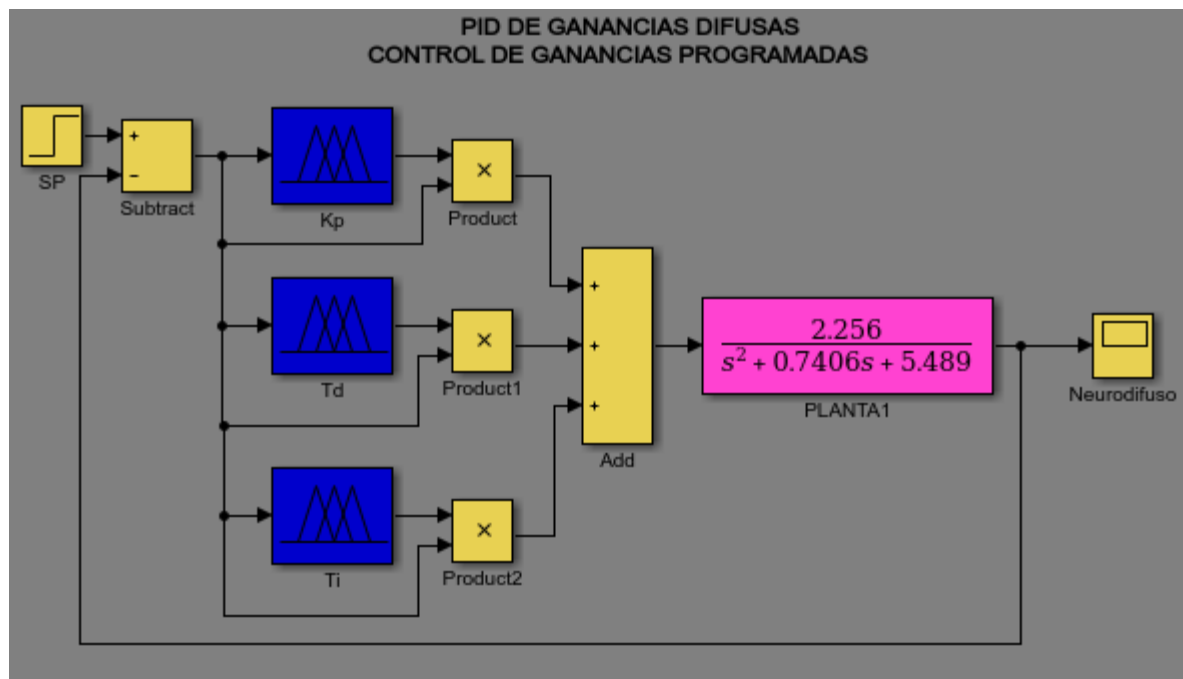 PID DE GANANCIAS DIFUSAS
CONTROL DE GANANCIAS PROGRAMADAS
SP
+
−
Subtract
Kp
×
Product
Td
×
Product1
Ti
×
Product2
+
+
+
Add
2.256
s² + 0.7406s + 5.489
PLANTA1
Neurodifuso